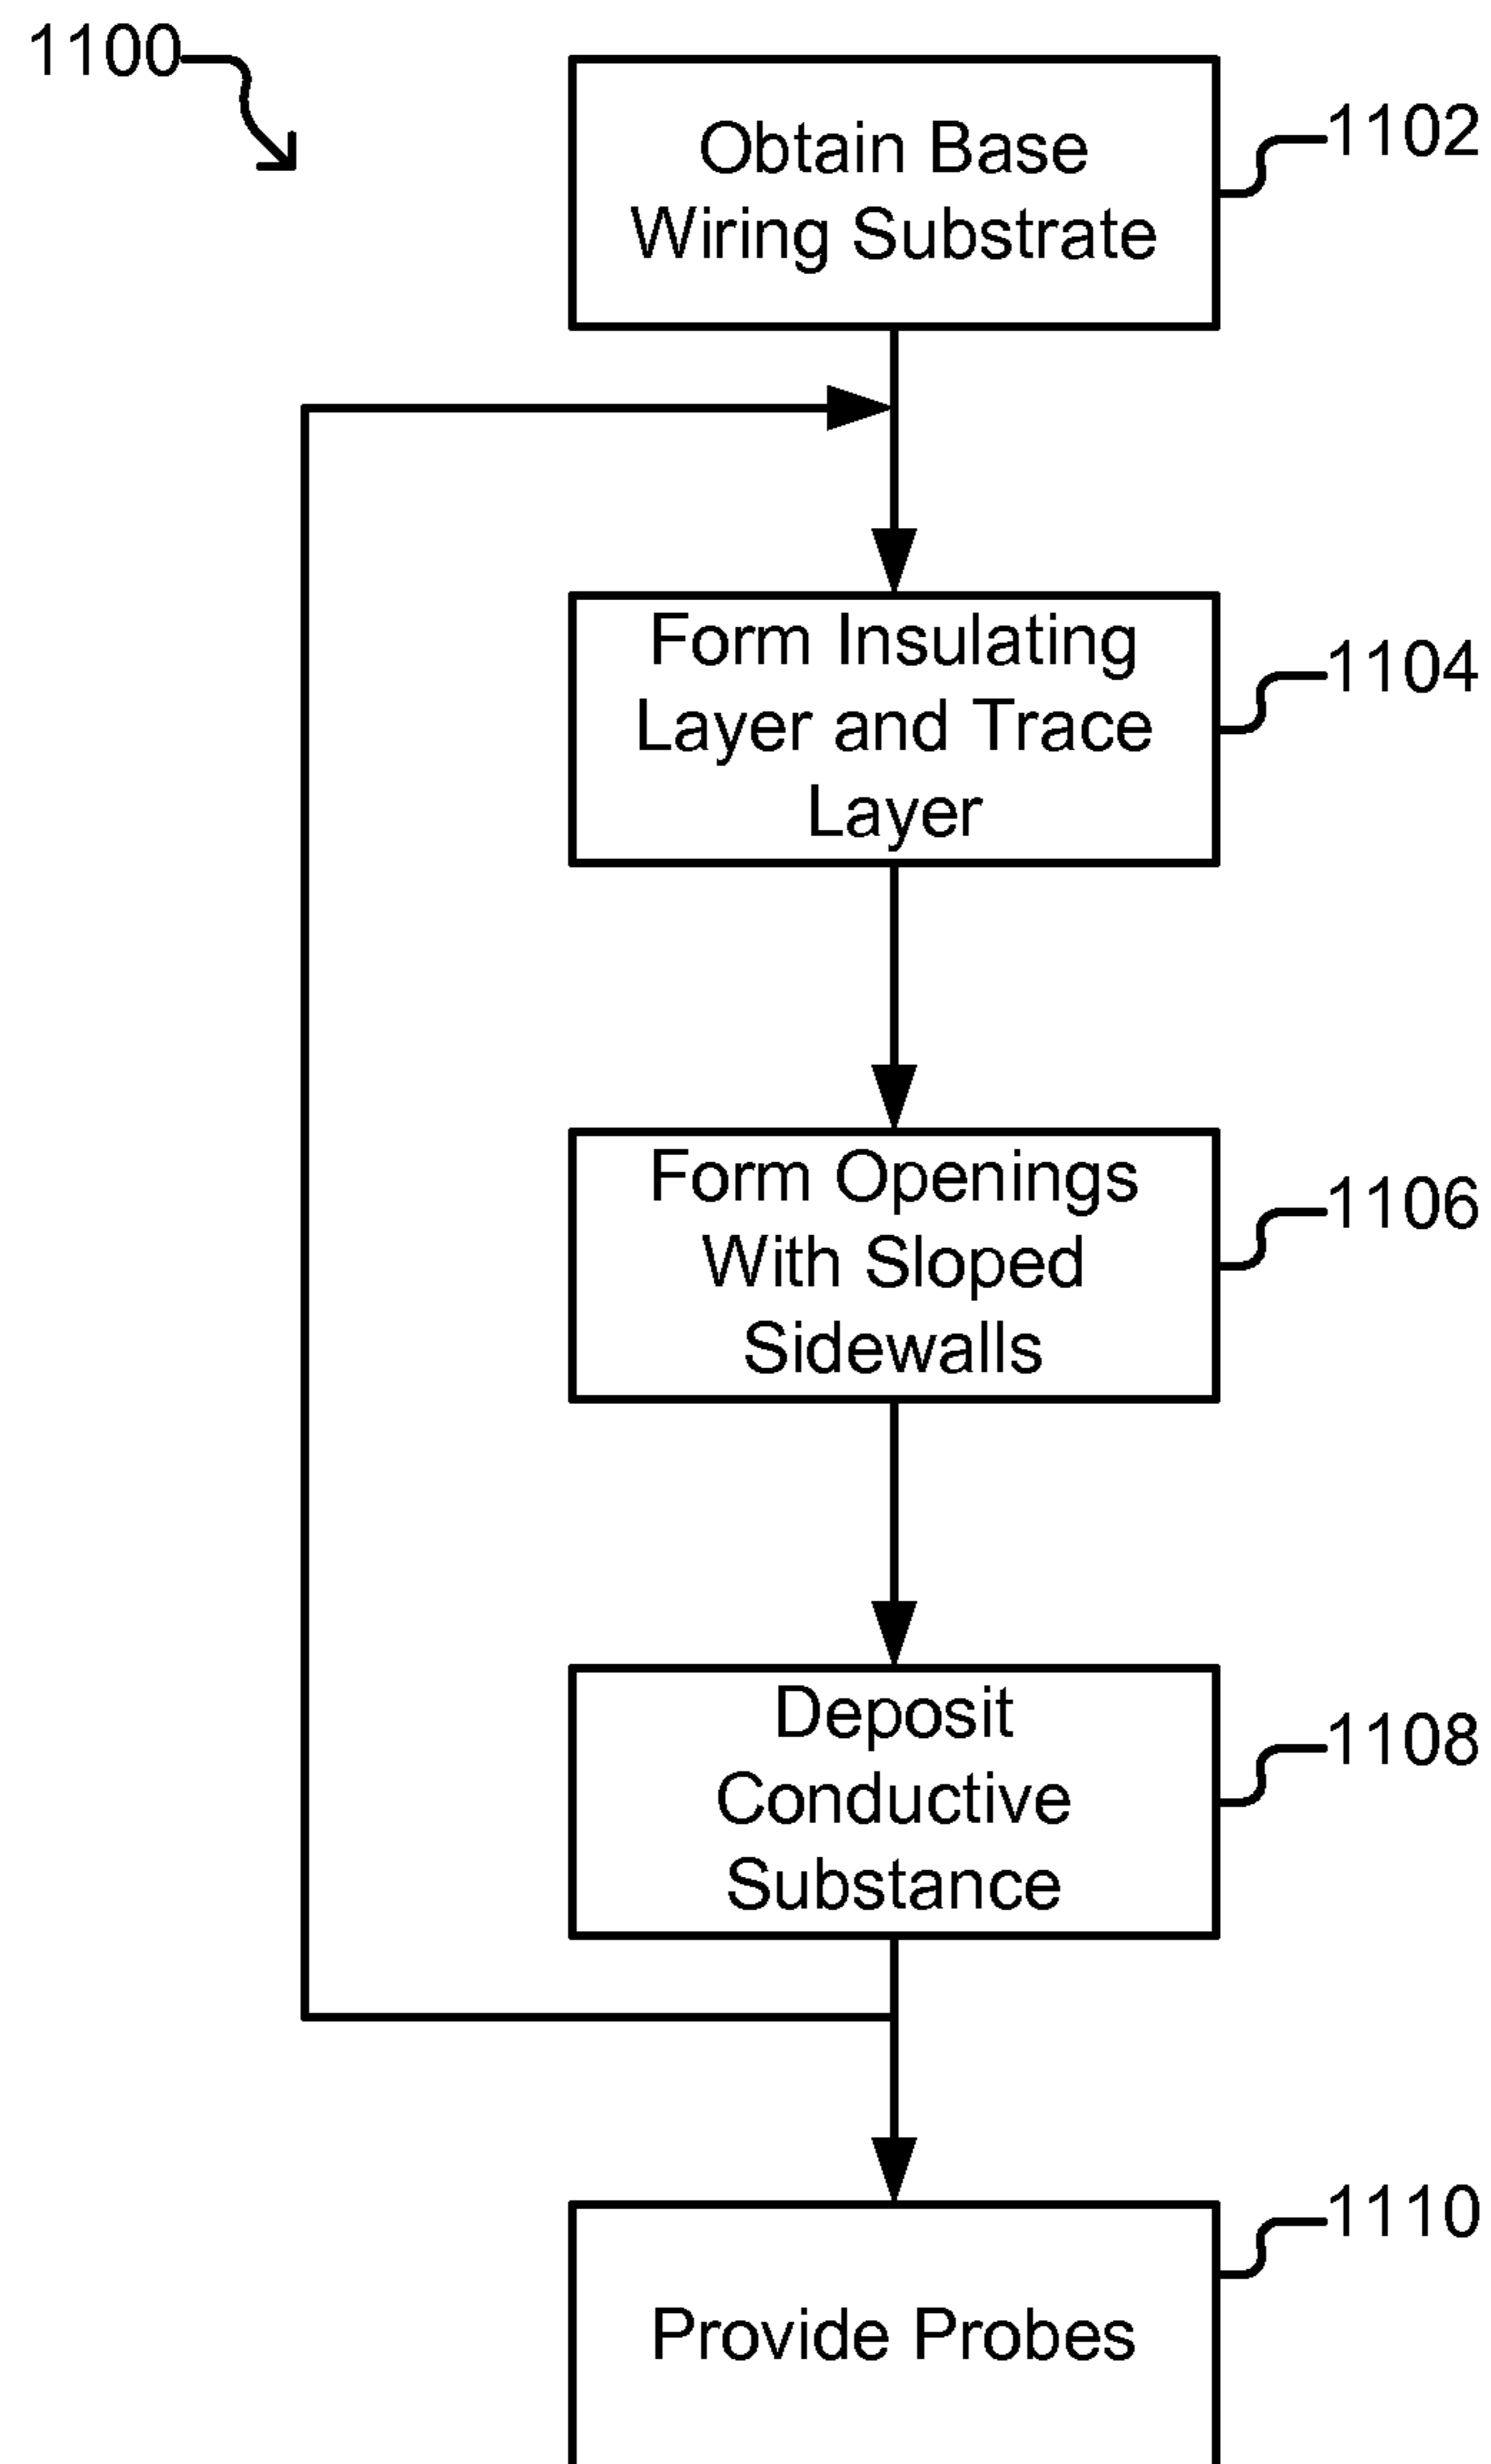 1100
Obtain Base
Wiring Substrate
1102
Form Insulating
Layer and Trace
Layer
1104
Form Openings
With Sloped
Sidewalls
1106
Deposit
Conductive
Substance
1108
Provide Probes
1110